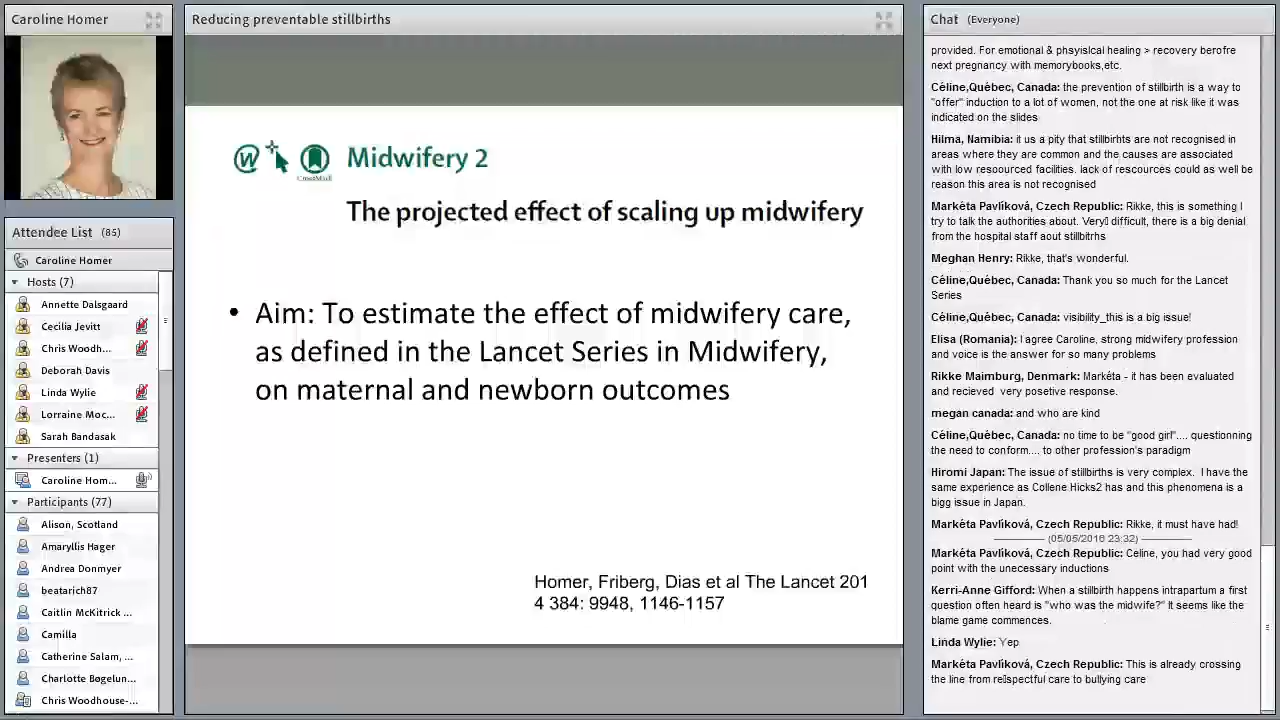 Caroline Homer
Attendee List (85)
Caroline Homer
Hosts (7)
Annette Dalsgaard
Cecilia Jevitt
Chris Woodh...
Deborah Davis
Linda Wylie
Lorraine Moc...
Sarah Bandasak
Presenters (1)
Caroline Hom...
Participants (77)
Alison, Scotland
Amaryllis Hager
Andrea Donmyer
beatarich87
Caitlin McKitrick ...
Camilla
Catherine Salam, ...
Charlotte Bøgelun...
Chris Woodhouse-...
Reducing preventable stillbirths
CrossMark
Midwifery 2
The projected effect of scaling up midwifery
• Aim: To estimate the effect of midwifery care,
as defined in the Lancet Series in Midwifery,
on maternal and newborn outcomes
Homer, Friberg, Dias et al The Lancet 201
4 384: 9948, 1146-1157
Chat (Everyone)
provided. For emotional & phsyislcal healing > recovery berofre
next pregnancy with memorybooks,etc.
Céline,Québec, Canada: the prevention of stillbirth is a way to
"offer" induction to a lot of women, not the one at risk like it was
indicated on the slides
Hilma, Namibia: it us a pity that stillbirhts are not recognised in
areas where they are common and the causes are associated
with low resoourced facilities. lack of rescources could as well be
reason this area is not recognised
Markéta Pavlíková, Czech Republic: Rikke, this is something I
try to talk the authorities about. Very difficult, there is a big denial
from the hospital staff aout stillbitrhs
Meghan Henry: Rikke, that's wonderful.
Céline,Québec, Canada: Thank you so much for the Lancet
Series
Céline,Québec, Canada: visibility_this is a big issue!
Elisa (Romania): I agree Caroline, strong midwifery profession
and voice is the answer for so many problems
Rikke Maimburg, Denmark: Markéta - it has been evaluated
and recieved very posetive response.
megan canada: and who are kind
Céline,Québec, Canada: no time to be "good girl".... questionning
the need to conform.... to other profession's paradigm
Hiromi Japan: The issue of stillbirths is very complex. I have the
same experience as Collene Hicks2 has and this phenomena is a
bigg issue in Japan.
Markéta Pavlíková, Czech Republic: Rikke, it must have had!
(05/05/2016 23:32)
Markéta Pavlíková, Czech Republic: Celine, you had very good
point with the unecessary inductions
Kerri-Anne Gifford: When a stillbirth happens intrapartum a first
question often heard is "who was the midwife?" It seems like the
blame game commences.
Linda Wylie: Yep
Markéta Pavlíková, Czech Republic: This is already crossing
the line from rellspectful care to bullying care